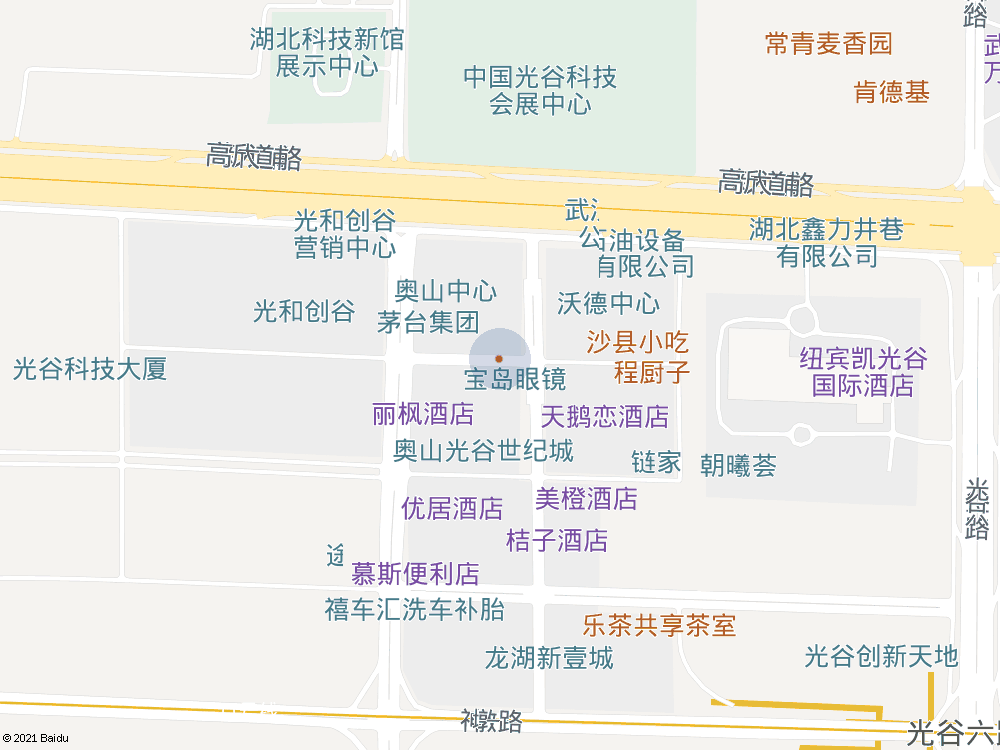 湖北科技新馆
展示中心
常青麦香园
中国光谷科技
会展中心
肯德基
光和创谷
营销中心
油设备
有限公司
湖北鑫力井巷
有限公司
奥山中心
光和创谷
茅台集团
沃德中心
沙县小吃
程厨子
纽宾凯光谷
国际酒店
光谷科技大厦
宝岛眼镜
丽枫酒店
天鹅恋酒店
奥山光谷世纪城
链家
朝曦荟
优居酒店
美橙酒店
光谷路
桔子酒店
慕斯便利店
禧车汇洗车补胎
乐茶共享茶室
龙湖新壹城
光谷创新天地
敦路
光谷六
© 2021 Baidu